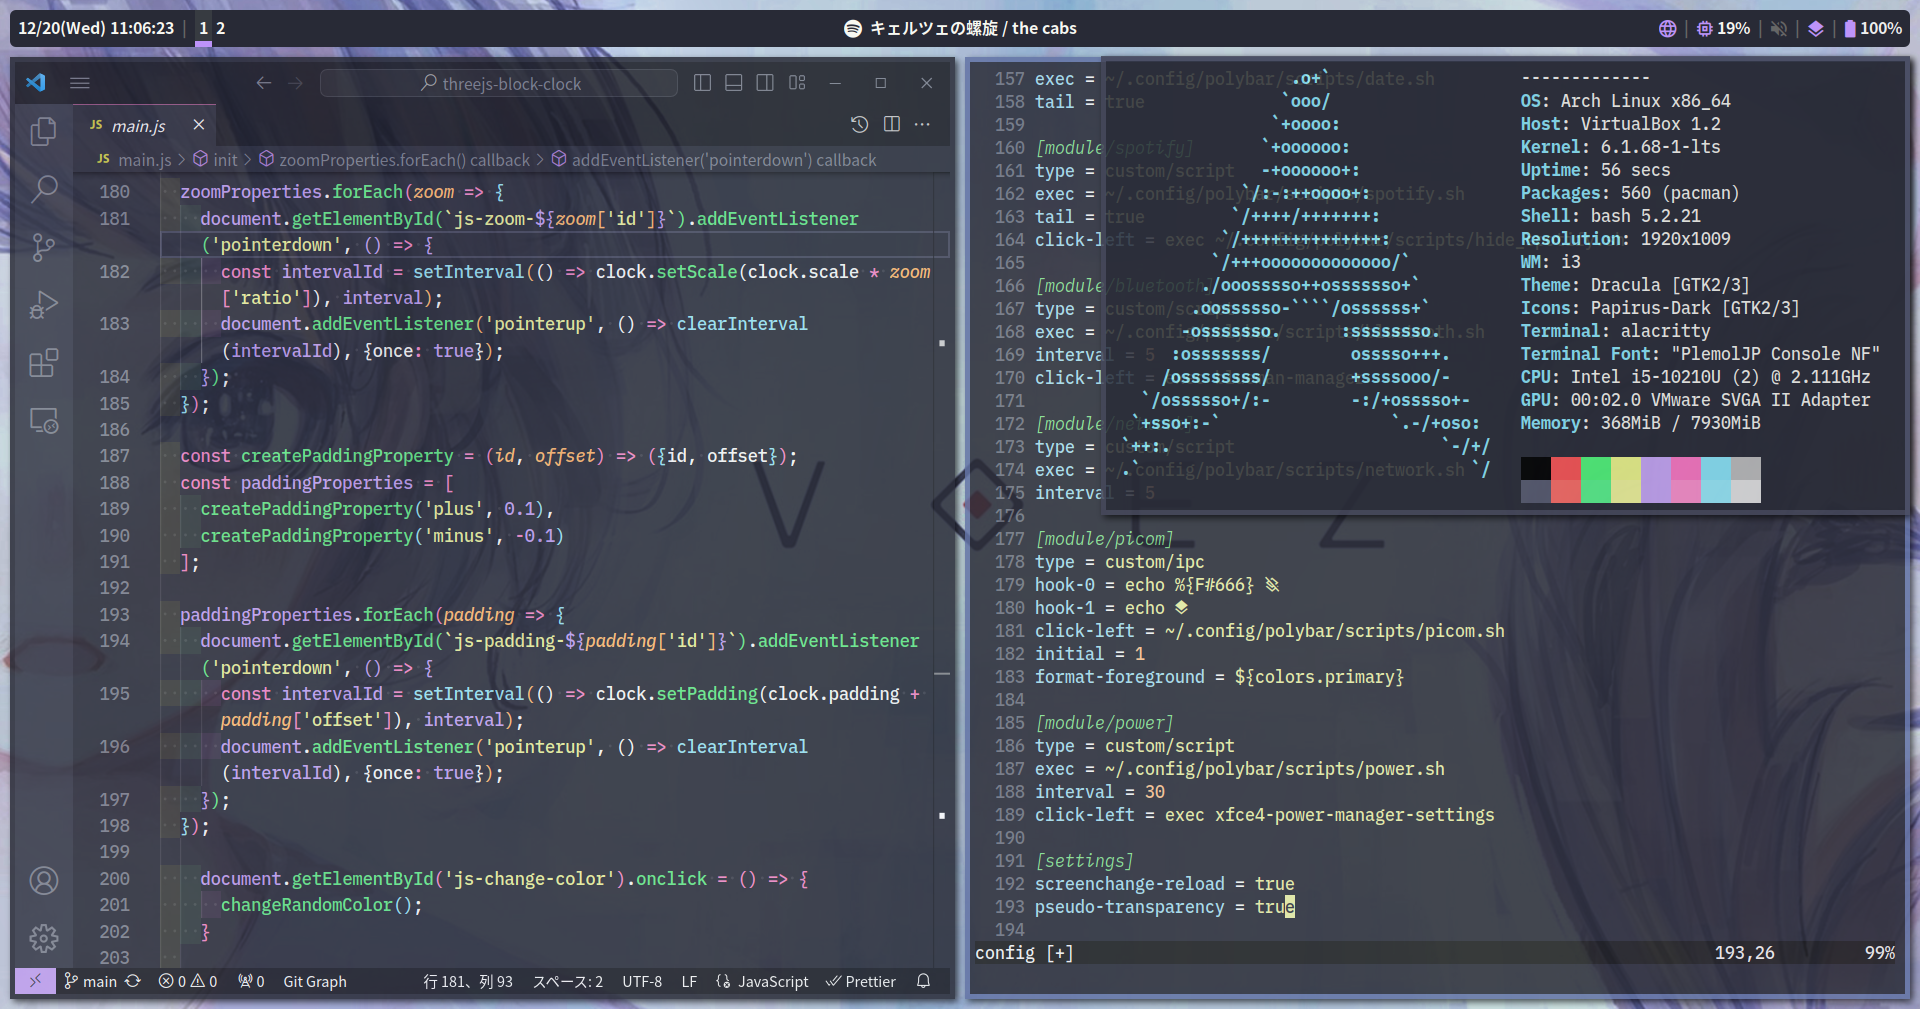 12/20(Wed) 11:06:23 | 1 2
キェルツェの螺旋 / the cabs
19% 100%
threejs-block-clock
JS main.js
JS main.js > init > zoomProperties.forEach() callback > addEventListener('pointerdown') callback
180 zoomProperties.forEach(zoom => {
181 document.getElementById(`js-zoom-${zoom['id']}`).addEventListener
('pointerdown', () => {
182 const intervalId = setInterval(() => clock.setScale(clock.scale * zoom
['ratio']), interval);
183 document.addEventListener('pointerup', () => clearInterval
(intervalId), {once: true});
184 });
185 });
186
187 const createPaddingProperty = (id, offset) => ({id, offset});
188 const paddingProperties = [
189 createPaddingProperty('plus', 0.1),
190 createPaddingProperty('minus', -0.1)
191 ];
192
193 paddingProperties.forEach(padding => {
194 document.getElementById(`js-padding-${padding['id']}`).addEventListener
('pointerdown', () => {
195 const intervalId = setInterval(() => clock.setPadding(clock.padding +
padding['offset']), interval);
196 document.addEventListener('pointerup', () => clearInterval
(intervalId), {once: true});
197 });
198 });
199
200 document.getElementById('js-change-color').onclick = () => {
201 changeRandomColor();
202 }
203
main 0 0 0 Git Graph 行 181、列 93 スペース: 2 UTF-8 LF JavaScript Prettier
157 exec = ~/.config/polybar/scripts/date.sh
158 tail = true
159
160 [module/spotify]
161 type = custom/script
162 exec = ~/.config/polybar/scripts/spotify.sh
163 tail = true
164 click-left = exec ~/.config/polybar/scripts/hide
165
166 [module/bluetooth]
167 type = custom/script
168 exec = ~/.config/polybar/scripts/bluetooth.sh
169 interval = 5
170 click-left =
171
172 [module/
173 type = custom/script
174 exec = ~/.config/polybar/scripts/network.sh
175 interval = 5
176
177 [module/picom]
178 type = custom/ipc
179 hook-0 = echo %{F#666}
180 hook-1 = echo
181 click-left = ~/.config/polybar/scripts/picom.sh
182 initial = 1
183 format-foreground = ${colors.primary}
184
185 [module/power]
186 type = custom/script
187 exec = ~/.config/polybar/scripts/power.sh
188 interval = 30
189 click-left = exec xfce4-power-manager-settings
190
191 [settings]
192 screenchange-reload = true
193 pseudo-transparency = true
194
config [+] 193,26 99%
-------------
OS: Arch Linux x86_64
Host: VirtualBox 1.2
Kernel: 6.1.68-1-lts
Uptime: 56 secs
Packages: 560 (pacman)
Shell: bash 5.2.21
Resolution: 1920x1009
WM: i3
Theme: Dracula [GTK2/3]
Icons: Papirus-Dark [GTK2/3]
Terminal: alacritty
Terminal Font: "PlemolJP Console NF"
CPU: Intel i5-10210U (2) @ 2.111GHz
GPU: 00:02.0 VMware SVGA II Adapter
Memory: 368MiB / 7930MiB